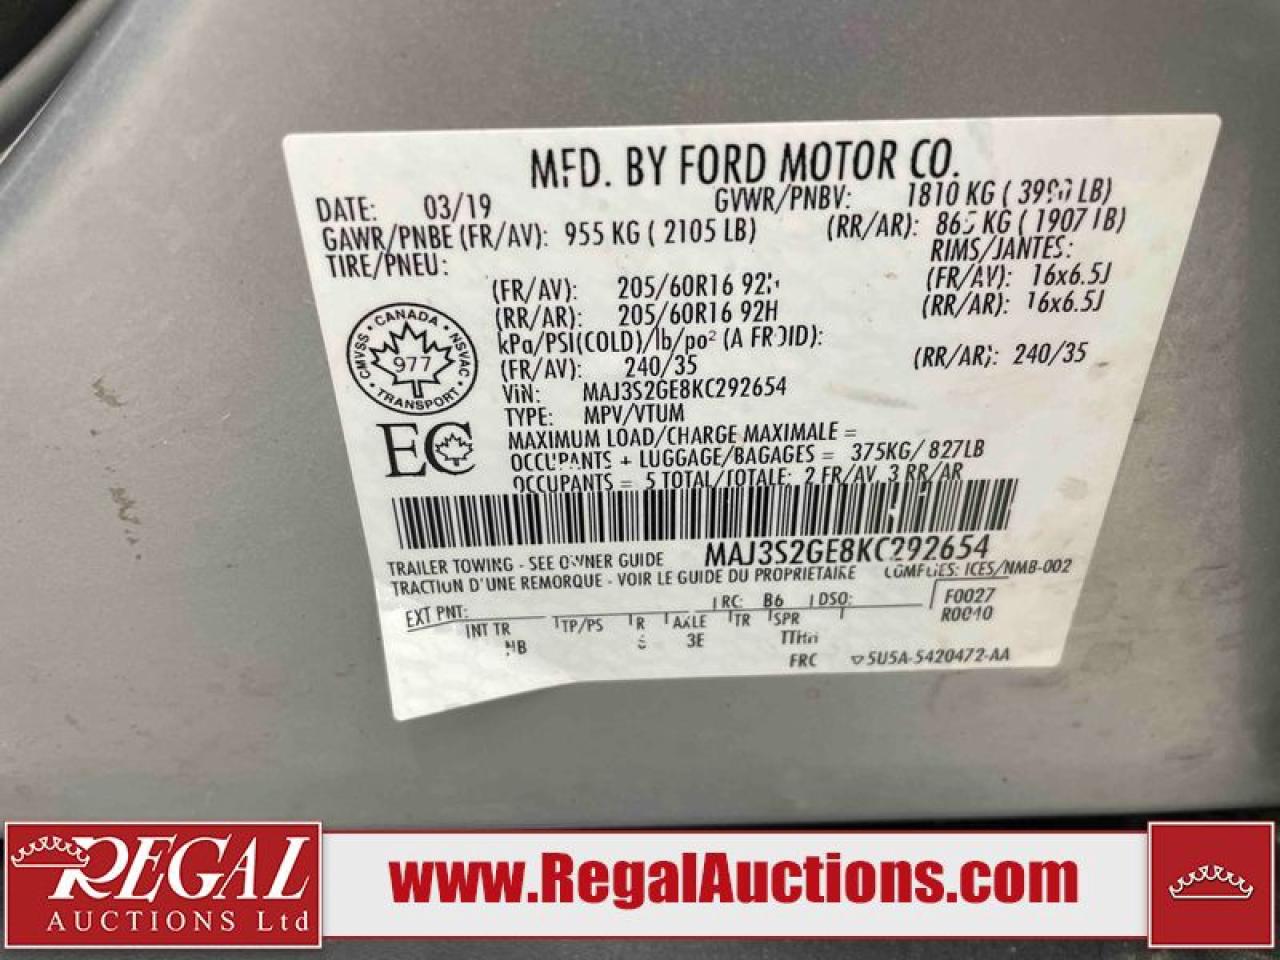 MFD. BY FORD MOTOR CO.
DATE: 03/19 GVWR/PNBV: 1810 KG ( LB)
GAWR/PNBE (FR/AV): 955 KG ( 2105 LB) (RR/AR): 865 KG ( 1907 LB)
TIRE/PNEU: RIMS/JANTES:
(FR/AV): 205/60R16 92H (FR/AV): 16x6.5J
(RR/AR): 205/60R16 92H (RR/AR): 16x6.5J
kPa/PSI(COLD)/lb/po² (A FROID):
(FR/AV): 240/35 (RR/AR): 240/35
VIN: MAJ3S2GE8KC292654
TYPE: MPV/VTUM
CANADA
CMVSS NSVAC
977
TRANSPORT
EC
MAXIMUM LOAD/CHARGE MAXIMALE =
OCCUPANTS + LUGGAGE/BAGAGES = 375KG/ 827LB
OCCUPANTS = 5 TOTAL/TOTALE: 2 FR/AV, 3 RR/AR
MAJ3S2GE8KC292654
TRAILER TOWING - SEE OWNER GUIDE COMPLIES: ICES/NMB-002
TRACTION D'UNE REMORQUE - VOIR LE GUIDE DU PROPRIETAIRE
EXT PNT: RC: B6 DSO: F0027
INT TR TP/PS R AXLE TR SPR R0040
3E
FRC 5U5A-5420472-AA
REGAL
AUCTIONS Ltd
www.RegalAuctions.com